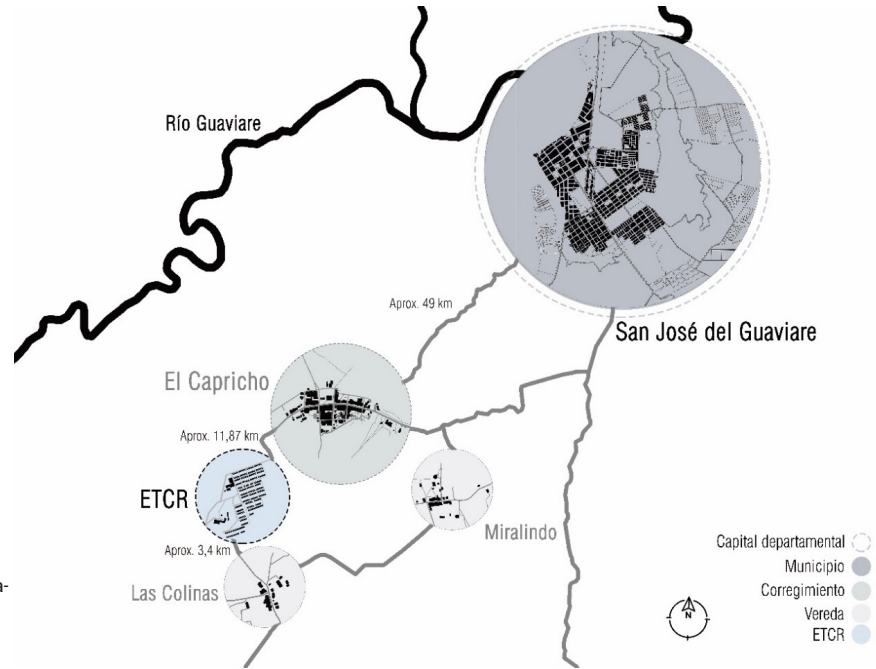 Río Guaviare
Aprox. 49 km
San José del Guaviare
El Capricho
Aprox. 11,87 km
ETCR
Miralindo
Aprox. 3,4 km
Las Colinas
a-
Capital departamental
Municipio
Corregimiento
Vereda
ETCR
N